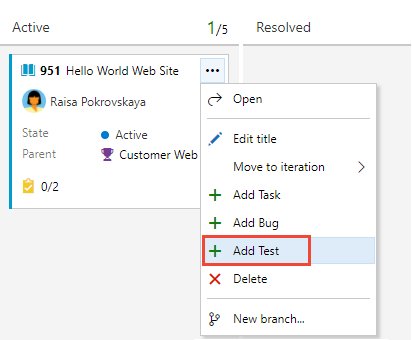 Active 1/5 Resolved
951 Hello World Web Site ...
Raisa Pokrovskaya
Open
State Active
Edit title
Parent Customer Web
Move to iteration
0/2
Add Task
Add Bug
Add Test
Delete
New branch...